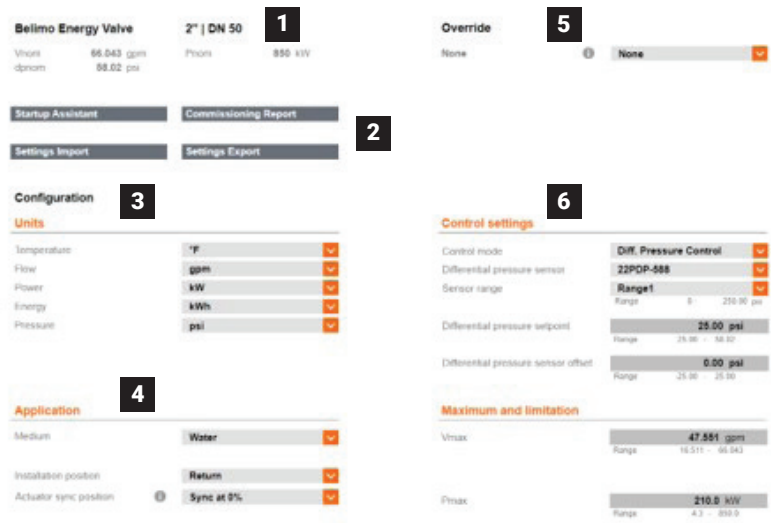 Belimo Energy Valve 2" | DN 50 1
Vnom 66.043 gpm Pnom 850 kW
dpnom 88.02 psi
Startup Assistant Commissioning Report
2
Settings Import Settings Export
Configuration 3
Units
Temperature °F
Flow gpm
Power kW
Energy kWh
Pressure psi
4
Application
Medium Water
Installation position Return
Actuator sync position Sync at 0%
Override 5
None None
6
Control settings
Control mode Diff. Pressure Control
Differential pressure sensor 22PDP-588
Sensor range Range1
Range 0 - 250.00 psi
Differential pressure setpoint 25.00 psi
Range 25.00 - 58.02
Differential pressure sensor offset 0.00 psi
Range -25.00 - 25.00
Maximum and limitation
Vmax 47.551 gpm
Range 16.511 - 66.043
Pmax 210.0 kW
Range 4.3 - 850.0